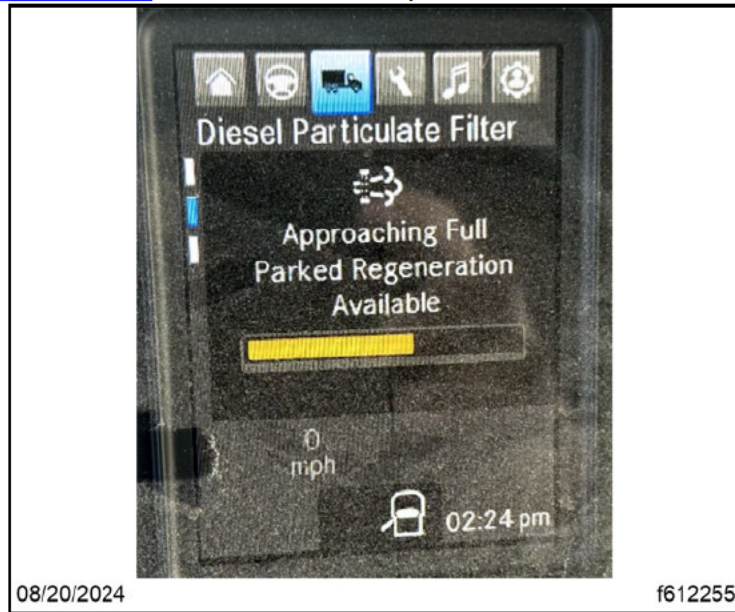 Diesel Particulate Filter
Approaching Full
Parked Regeneration
Available
0
mph
02:24 pm
08/20/2024
f612255